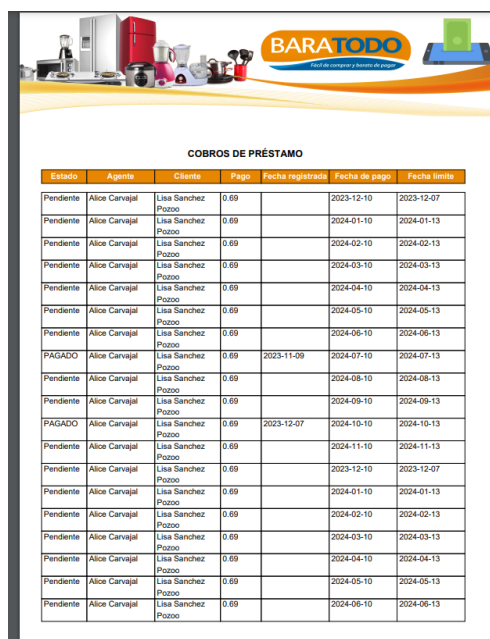 BARATODO
Fácil de comprar y barato de pagar
COBROS DE PRÉSTAMO
Estado Agente Cliente Pago Fecha registrada Fecha de pago Fecha limite
Pendiente Alice Carvajal Lisa Sanchez 0.69 2023-12-10 2023-12-07
Pozoo
Pendiente Alice Carvajal Lisa Sanchez 0.69 2024-01-10 2024-01-13
Pozoo
Pendiente Alice Carvajal Lisa Sanchez 0.69 2024-02-10 2024-02-13
Pozoo
Pendiente Alice Carvajal Lisa Sanchez 0.69 2024-03-10 2024-03-13
Pozoo
Pendiente Alice Carvajal Lisa Sanchez 0.69 2024-04-10 2024-04-13
Pozoo
Pendiente Alice Carvajal Lisa Sanchez 0.69 2024-05-10 2024-05-13
Pozoo
Pendiente Alice Carvajal Lisa Sanchez 0.69 2024-06-10 2024-06-13
Pozoo
PAGADO Alice Carvajal Lisa Sanchez 0.69 2023-11-09 2024-07-10 2024-07-13
Pozoo
Pendiente Alice Carvajal Lisa Sanchez 0.69 2024-08-10 2024-08-13
Pozoo
Pendiente Alice Carvajal Lisa Sanchez 0.69 2024-09-10 2024-09-13
Pozoo
PAGADO Alice Carvajal Lisa Sanchez 0.69 2023-12-07 2024-10-10 2024-10-13
Pozoo
Pendiente Alice Carvajal Lisa Sanchez 0.69 2024-11-10 2024-11-13
Pozoo
Pendiente Alice Carvajal Lisa Sanchez 0.69 2023-12-10 2023-12-07
Pozoo
Pendiente Alice Carvajal Lisa Sanchez 0.69 2024-01-10 2024-01-13
Pozoo
Pendiente Alice Carvajal Lisa Sanchez 0.69 2024-02-10 2024-02-13
Pozoo
Pendiente Alice Carvajal Lisa Sanchez 0.69 2024-03-10 2024-03-13
Pozoo
Pendiente Alice Carvajal Lisa Sanchez 0.69 2024-04-10 2024-04-13
Pozoo
Pendiente Alice Carvajal Lisa Sanchez 0.69 2024-05-10 2024-05-13
Pozoo
Pendiente Alice Carvajal Lisa Sanchez 0.69 2024-06-10 2024-06-13
Pozoo